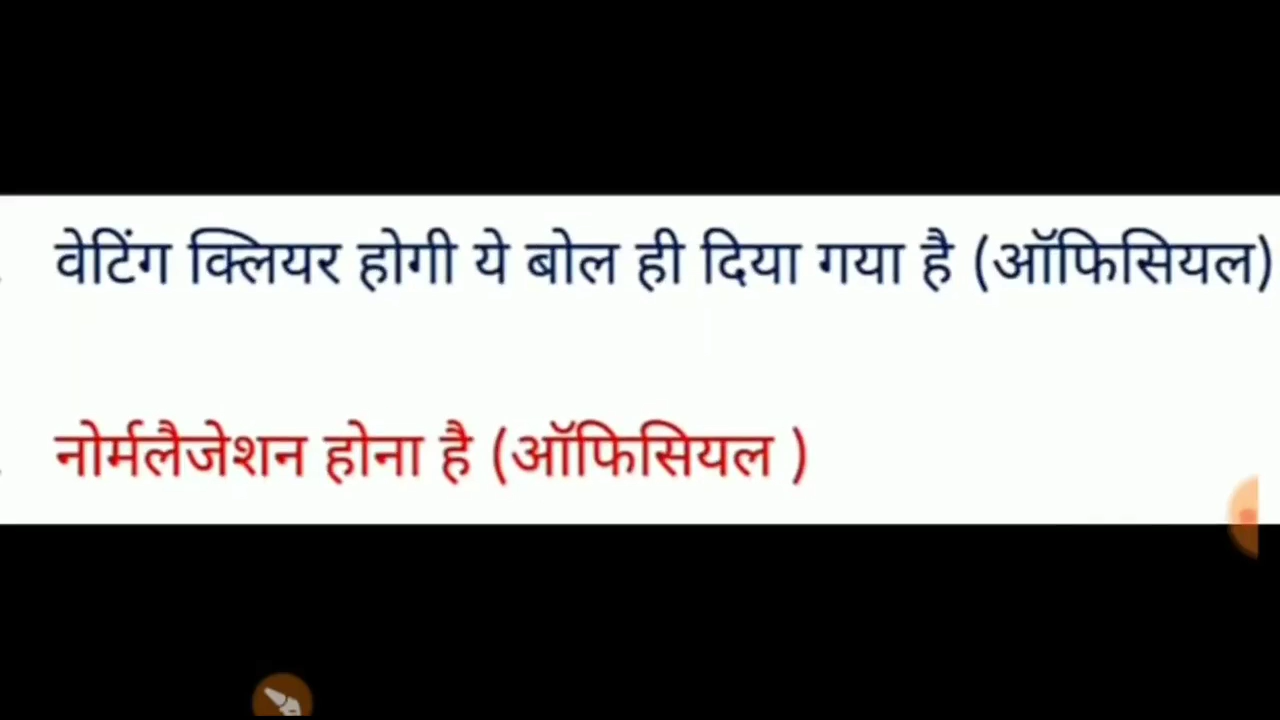 वेटिंग क्लियर होगी ये बोल ही दिया गया है (ऑफिसियल)
नोर्मलैजेशन होना है (ऑफिसियल )